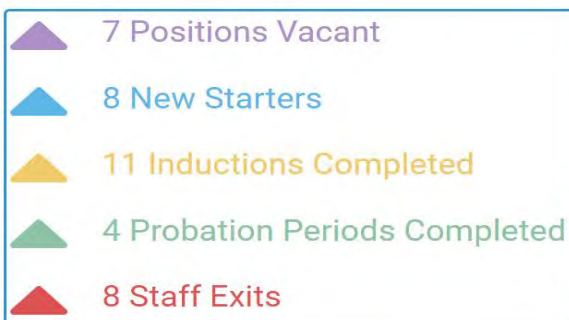 7 Positions Vacant
8 New Starters
11 Inductions Completed
4 Probation Periods Completed
8 Staff Exits